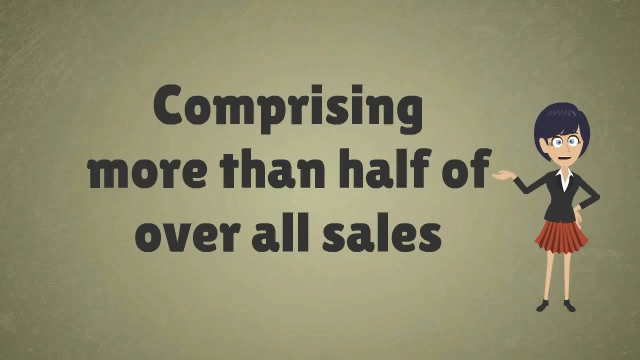 Comprising
more than half of
over all sales